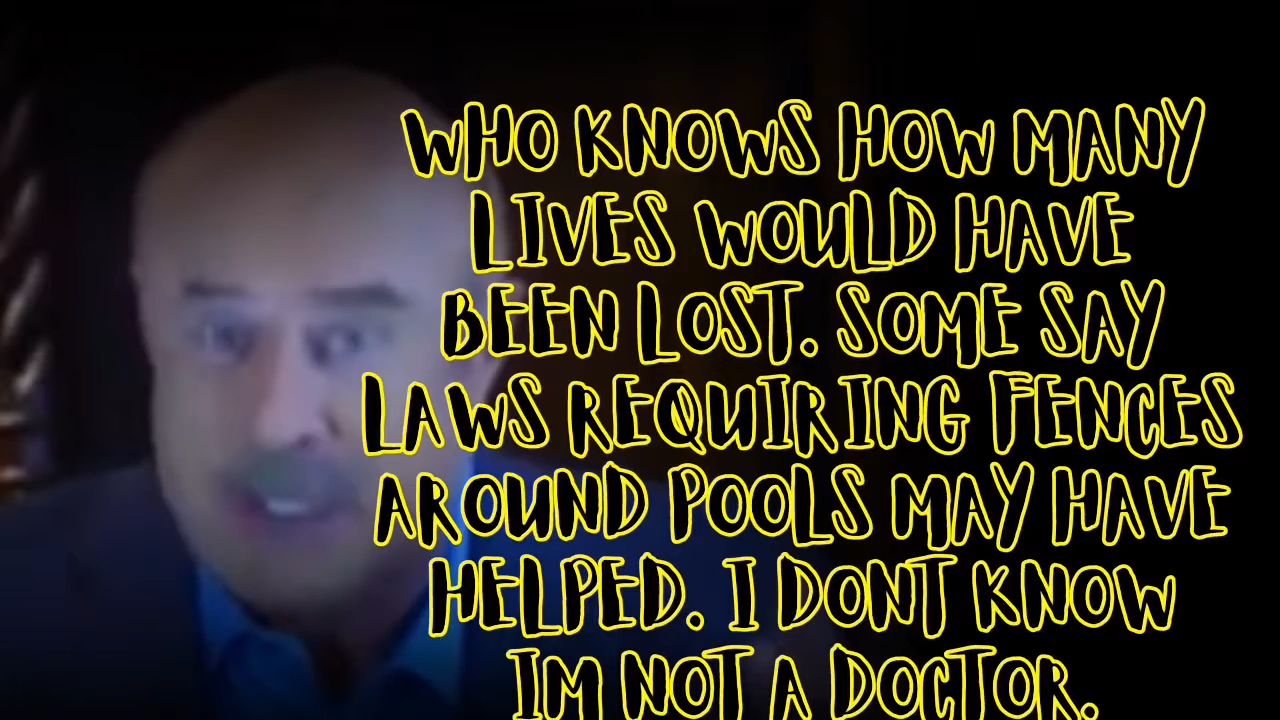 WHO KNOWS HOW MANY
LIVES WOULD HAVE
BEEN LOST. SOME SAY
LAWS REQUIRING FENCES
AROUND POOLS MAY HAVE
HELPED. I DONT KNOW
IM NOT A DOCTOR.